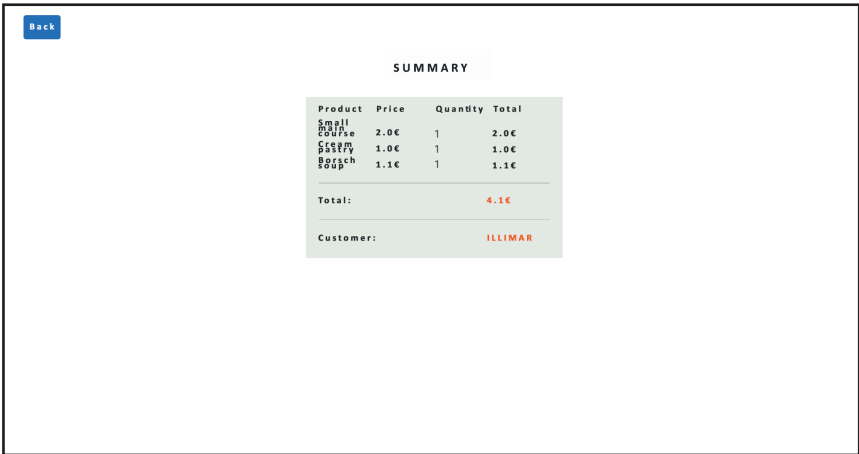 Back
SUMMARY
Product Price Quantity Total
Small
main
course 2.0€ 1 2.0€
Cream
pastry 1.0€ 1 1.0€
Borsch
soup 1.1€ 1 1.1€
Total: 4.1€
Customer: ILLIMAR